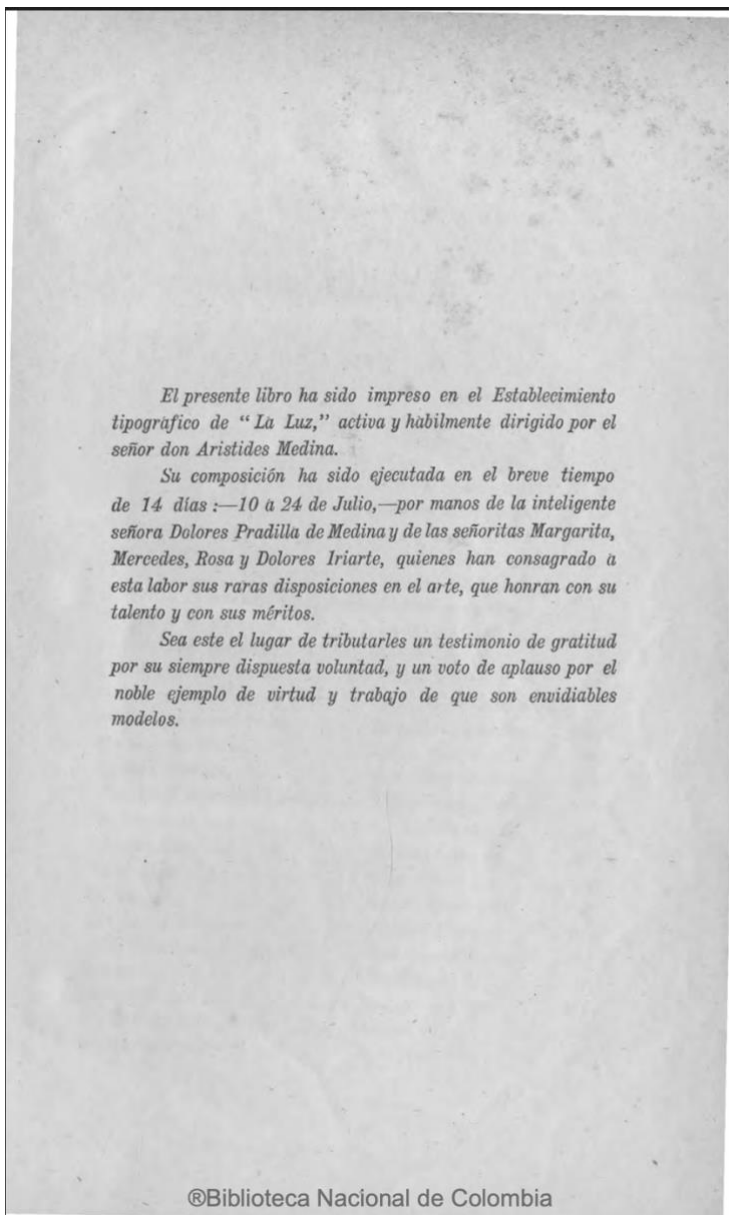 El presente libro ha sido impreso en el Establecimiento
tipográfico de “La Luz,” activa y hábilmente dirigido por el
señor don Aristides Medina.
Su composición ha sido ejecutada en el breve tiempo
de 14 días:—10 à 24 de Julio,—por manos de la inteligente
señora Dolores Pradilla de Medina y de las señoritas Margarita,
Mercedes, Rosa y Dolores Iriarte, quienes han consagrado à
esta labor sus raras disposiciones en el arte, que honran con su
talento y con sus méritos.
Sea este el lugar de tributarles un testimonio de gratitud
por su siempre dispuesta voluntad, y un voto de aplauso por el
noble ejemplo de virtud y trabajo de que son envidiables
modelos.
®Biblioteca Nacional de Colombia